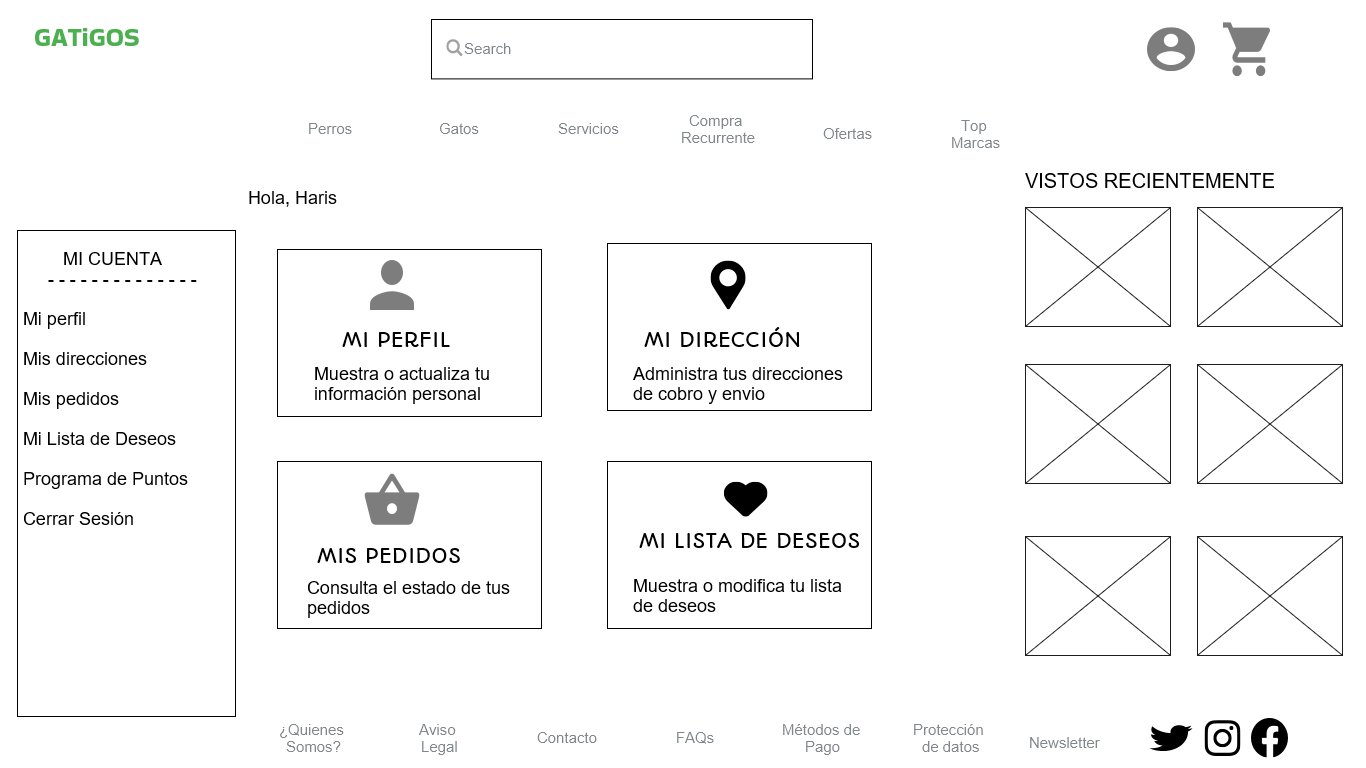 GATiGOS
Search
Perros
Gatos
Servicios
Compra
Recurrente
Ofertas
Top
Marcas
Hola, Haris
VISTOS RECIENTEMENTE
MI CUENTA
- - - - - - - - - - - - - -
Mi perfil
Mis direcciones
Mis pedidos
Mi Lista de Deseos
Programa de Puntos
Cerrar Sesión
MI PERFIL
Muestra o actualiza tu
información personal
MI DIRECCIÓN
Administra tus direcciones
de cobro y envio
MIS PEDIDOS
Consulta el estado de tus
pedidos
MI LISTA DE DESEOS
Muestra o modifica tu lista
de deseos
¿Quienes
Somos?
Aviso
Legal
Contacto
FAQs
Métodos de
Pago
Protección
de datos
Newsletter